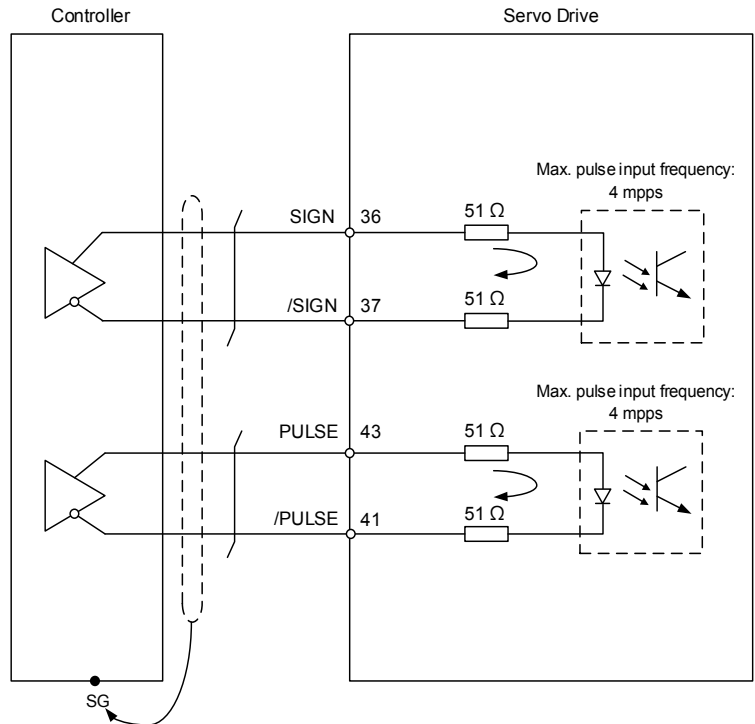 Controller
Servo Drive
Max. pulse input frequency:
4 mpps
SIGN 36 51 Ω
/SIGN 37 51 Ω
Max. pulse input frequency:
4 mpps
PULSE 43 51 Ω
/PULSE 41 51 Ω
SG